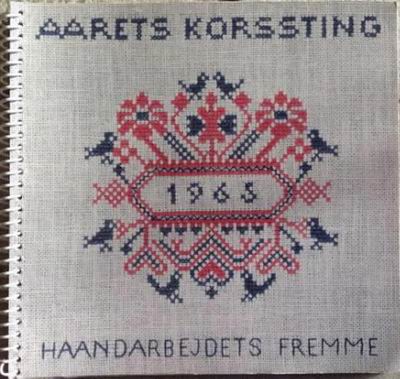 AARETS KORSSTING
1965
HAANDARBEJDETS FREMME